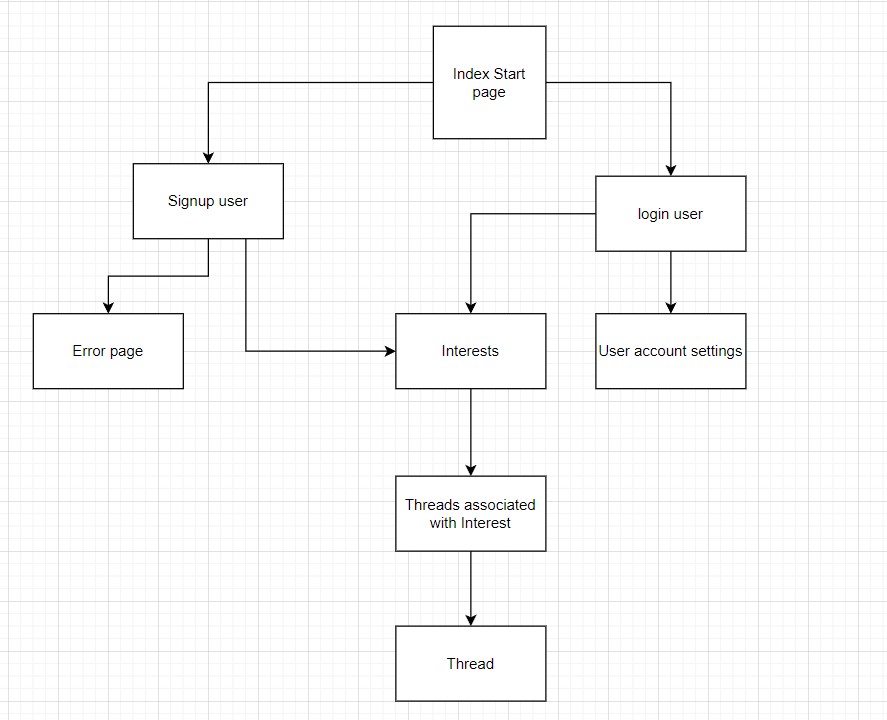 Index Start
page
Signup user
login user
Error page
Interests
User account settings
Threads associated
with Interest
Thread